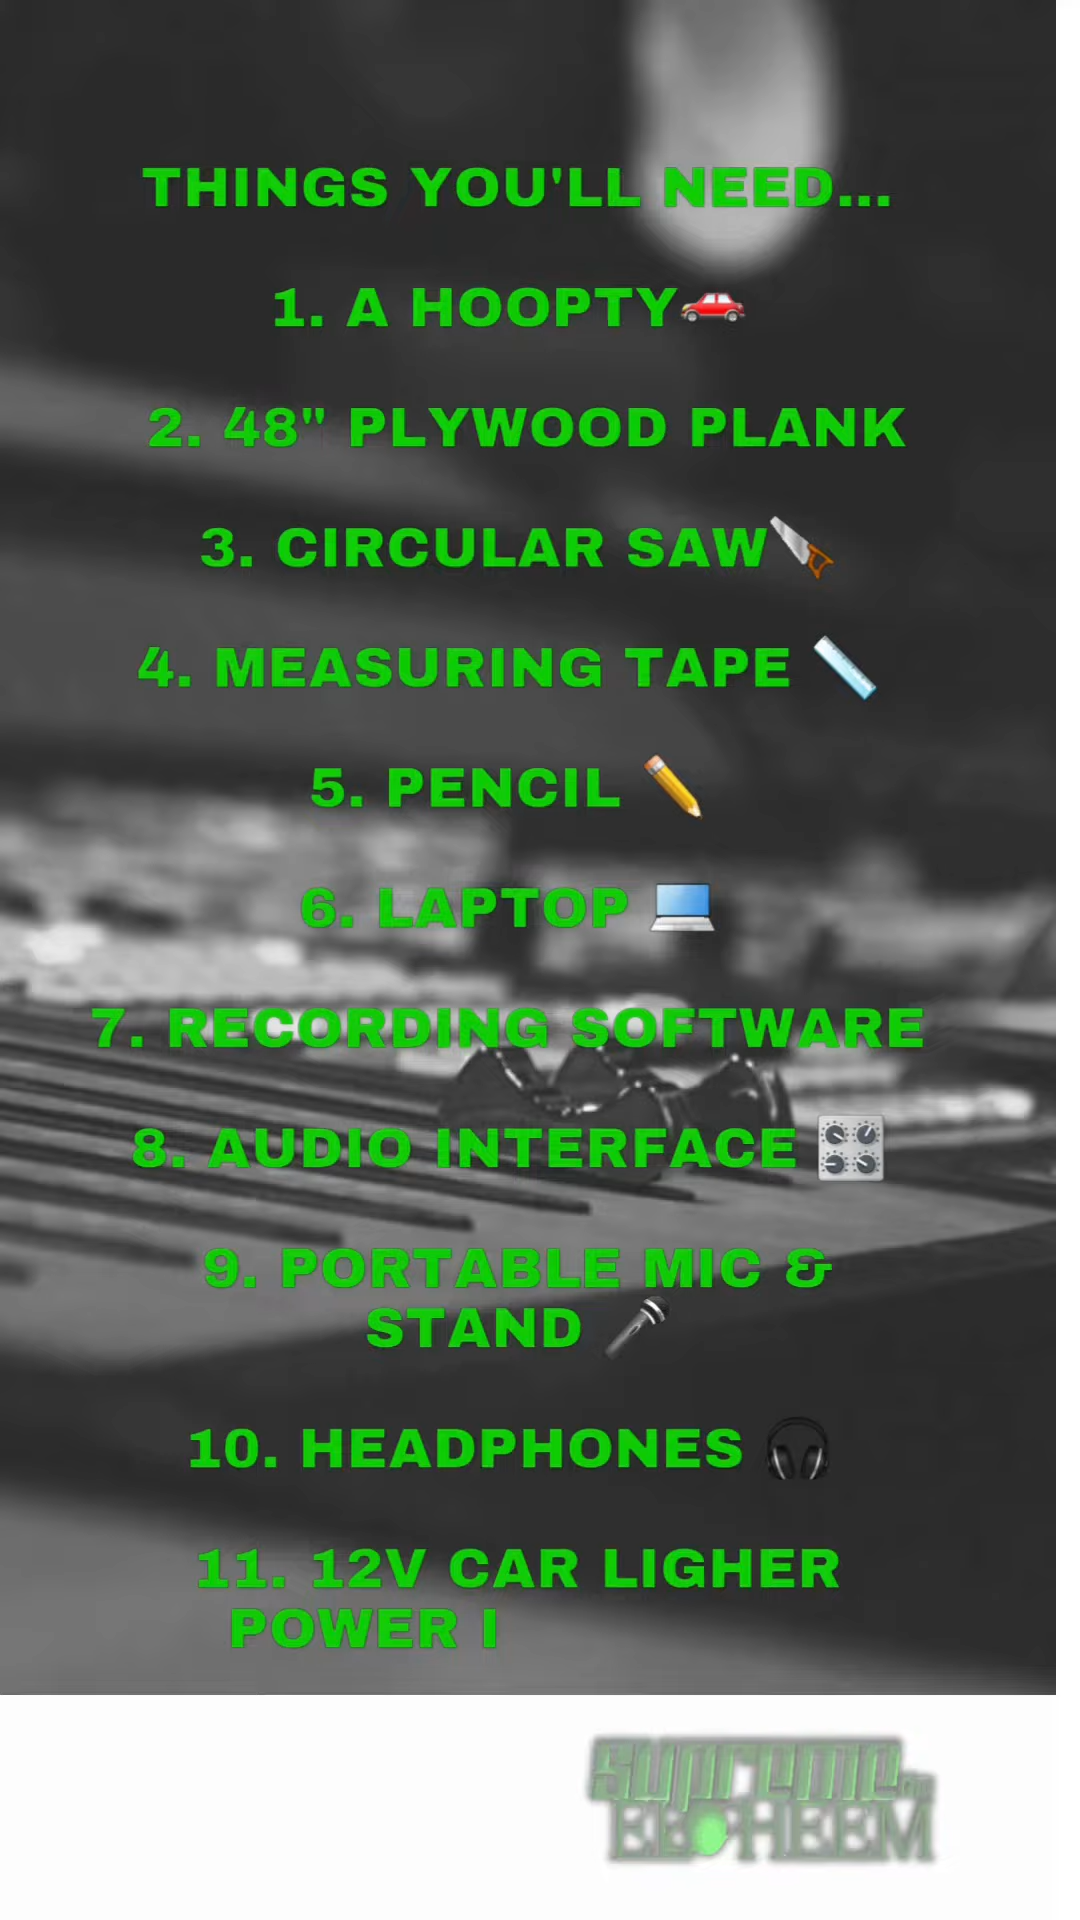 THINGS YOU'LL NEED...
1. A HOOPTY🚗
2. 48" PLYWOOD PLANK
3. CIRCULAR SAW🪚
4. MEASURING TAPE 📏
5. PENCIL ✏️
6. LAPTOP 💻
7. RECORDING SOFTWARE
8. AUDIO INTERFACE 🎛️
9. PORTABLE MIC &
STAND 🎤
10. HEADPHONES 🎧
11. 12V CAR LIGHER
POWER I
supreme